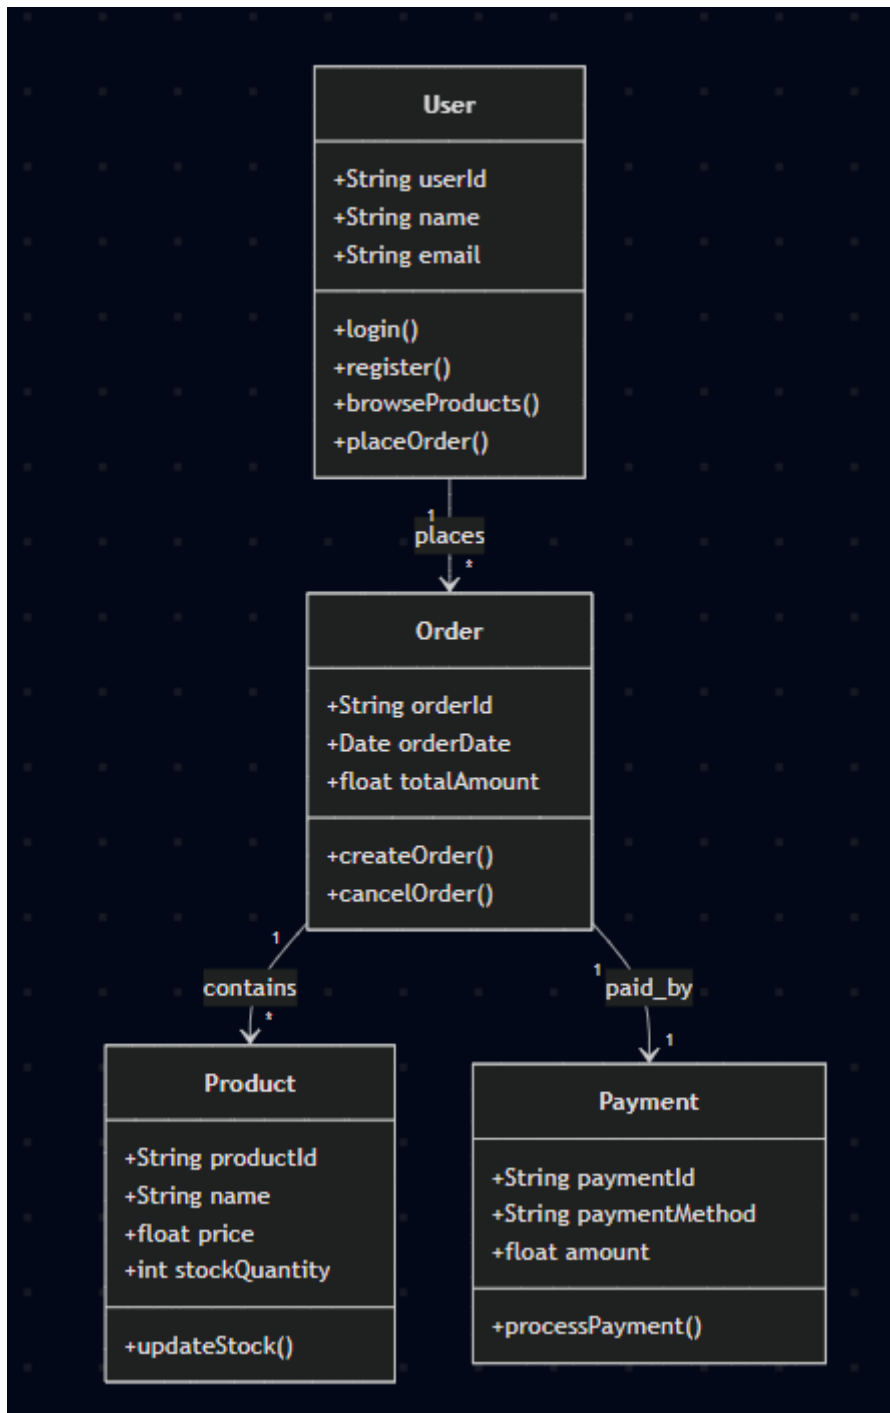 User
+String userId
+String name
+String email
+login()
+register()
+browseProducts()
+placeOrder()
1
places
*
Order
+String orderId
+Date orderDate
+float totalAmount
+createOrder()
+cancelOrder()
1
contains
*
1
paid_by
1
Product
+String productId
+String name
+float price
+int stockQuantity
+updateStock()
Payment
+String paymentId
+String paymentMethod
+float amount
+processPayment()